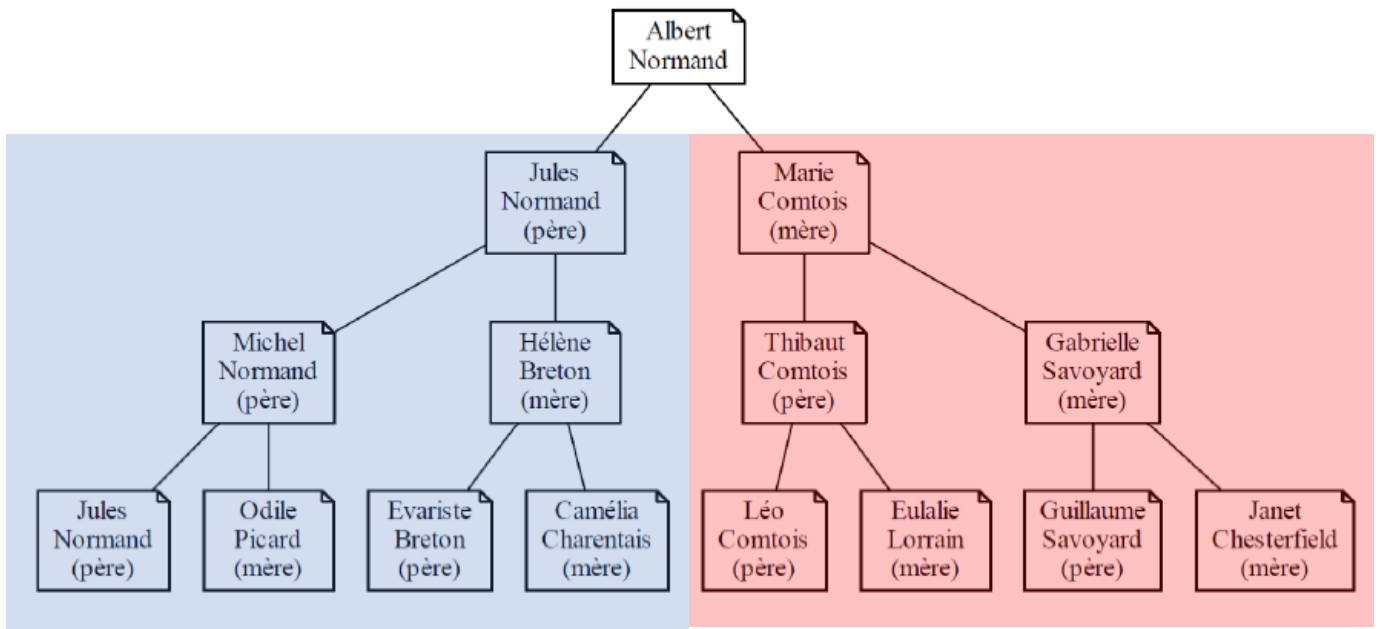 Albert
Normand
Jules
Normand
(père)
Marie
Comtois
(mère)
Michel
Normand
(père)
Hélène
Breton
(mère)
Thibaut
Comtois
(père)
Gabrielle
Savoyard
(mère)
Jules
Normand
(père)
Odile
Picard
(mère)
Evariste
Breton
(père)
Camélia
Charentais
(mère)
Léo
Comtois
(père)
Eulalie
Lorrain
(mère)
Guillaume
Savoyard
(père)
Janet
Chesterfield
(mère)